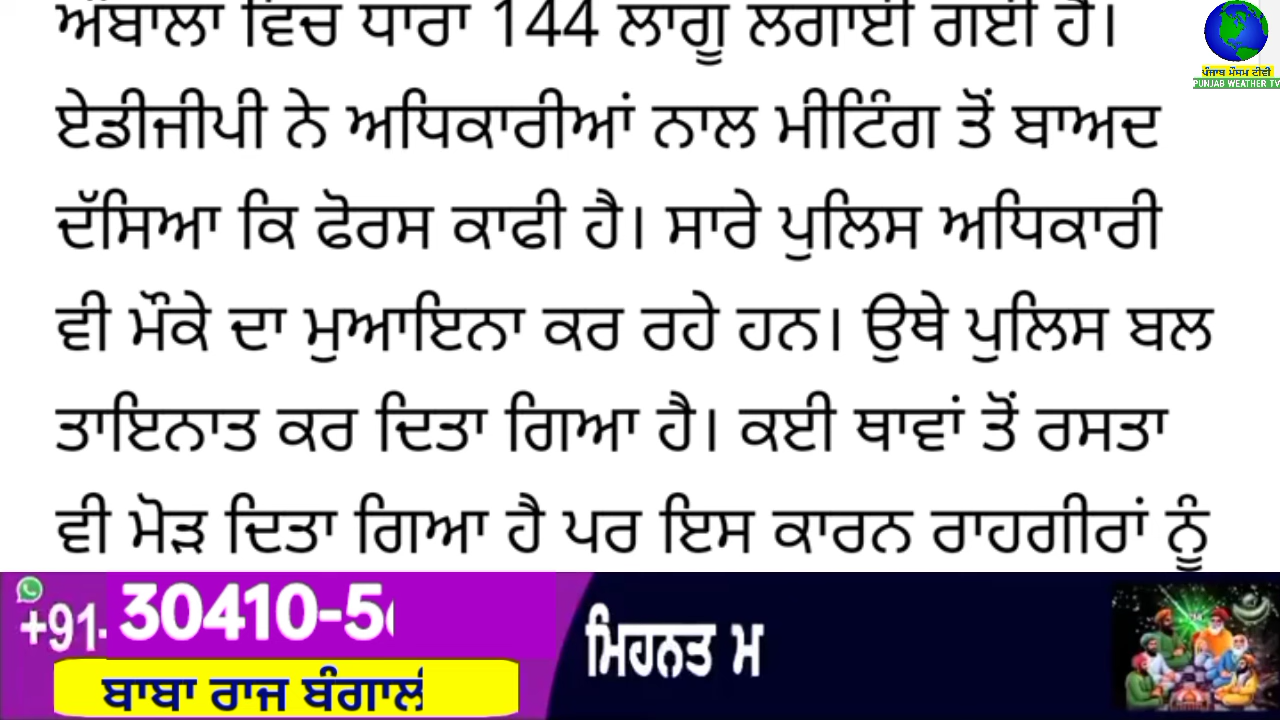 ਅੰਬਾਲਾ ਵਿਚ ਧਾਰਾ 144 ਲਾਗੂ ਲਗਾਈ ਗਈ ਹੈ।
ਏਡੀਜੀਪੀ ਨੇ ਅਧਿਕਾਰੀਆਂ ਨਾਲ ਮੀਟਿੰਗ ਤੋਂ ਬਾਅਦ
ਦੱਸਿਆ ਕਿ ਫੋਰਸ ਕਾਫੀ ਹੈ। ਸਾਰੇ ਪੁਲਿਸ ਅਧਿਕਾਰੀ
ਵੀ ਮੌਕੇ ਦਾ ਮੁਆਇਨਾ ਕਰ ਰਹੇ ਹਨ। ਉਥੇ ਪੁਲਿਸ ਬਲ
ਤਾਇਨਾਤ ਕਰ ਦਿਤਾ ਗਿਆ ਹੈ। ਕਈ ਥਾਵਾਂ ਤੋਂ ਰਸਤਾ
ਵੀ ਮੋੜ ਦਿਤਾ ਗਿਆ ਹੈ ਪਰ ਇਸ ਕਾਰਨ ਰਾਹਗੀਰਾਂ ਨੂੰ
ਪੰਜਾਬ ਮੌਸਮ ਟੀਵੀ
PUNJAB WEATHER TV
+91- 30410-5
ਬਾਬਾ ਰਾਜ ਬੰਗਾਲੀ
ਮਿਹਨਤ ਮ